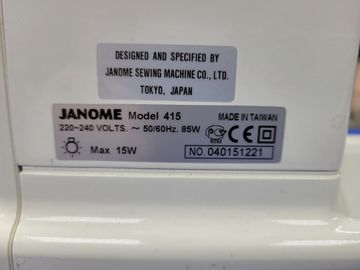 DESIGNED AND SPECIFIED BY
JANOME SEWING MACHINE CO., LTD.
TOKYO, JAPAN
JANOME Model 415 MADE IN TAIWAN
220~240 VOLTS. ~ 50/60Hz. 85W
Max 15W NO. 040151221